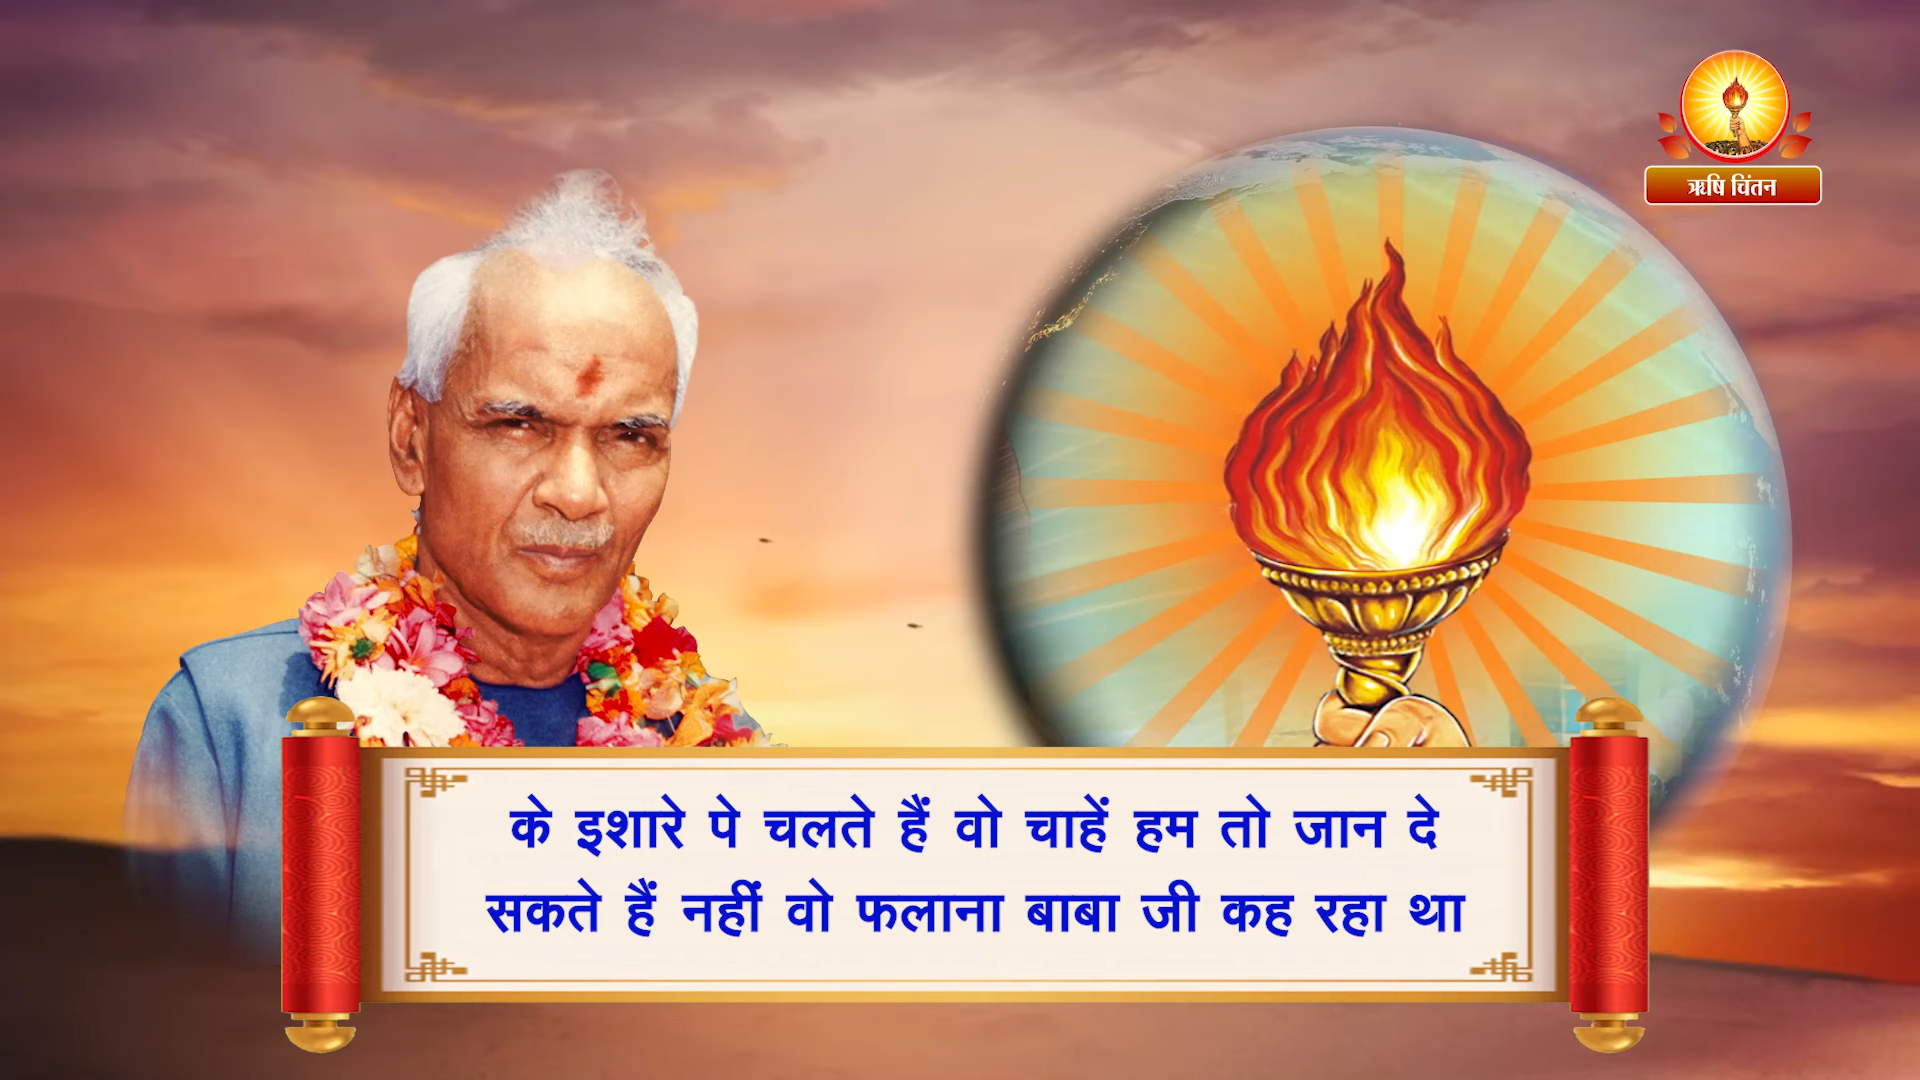 ऋषि चिंतन
के इशारे पे चलते हैं वो चाहें हम तो जान दे
सकते हैं नहीं वो फलाना बाबा जी कह रहा था